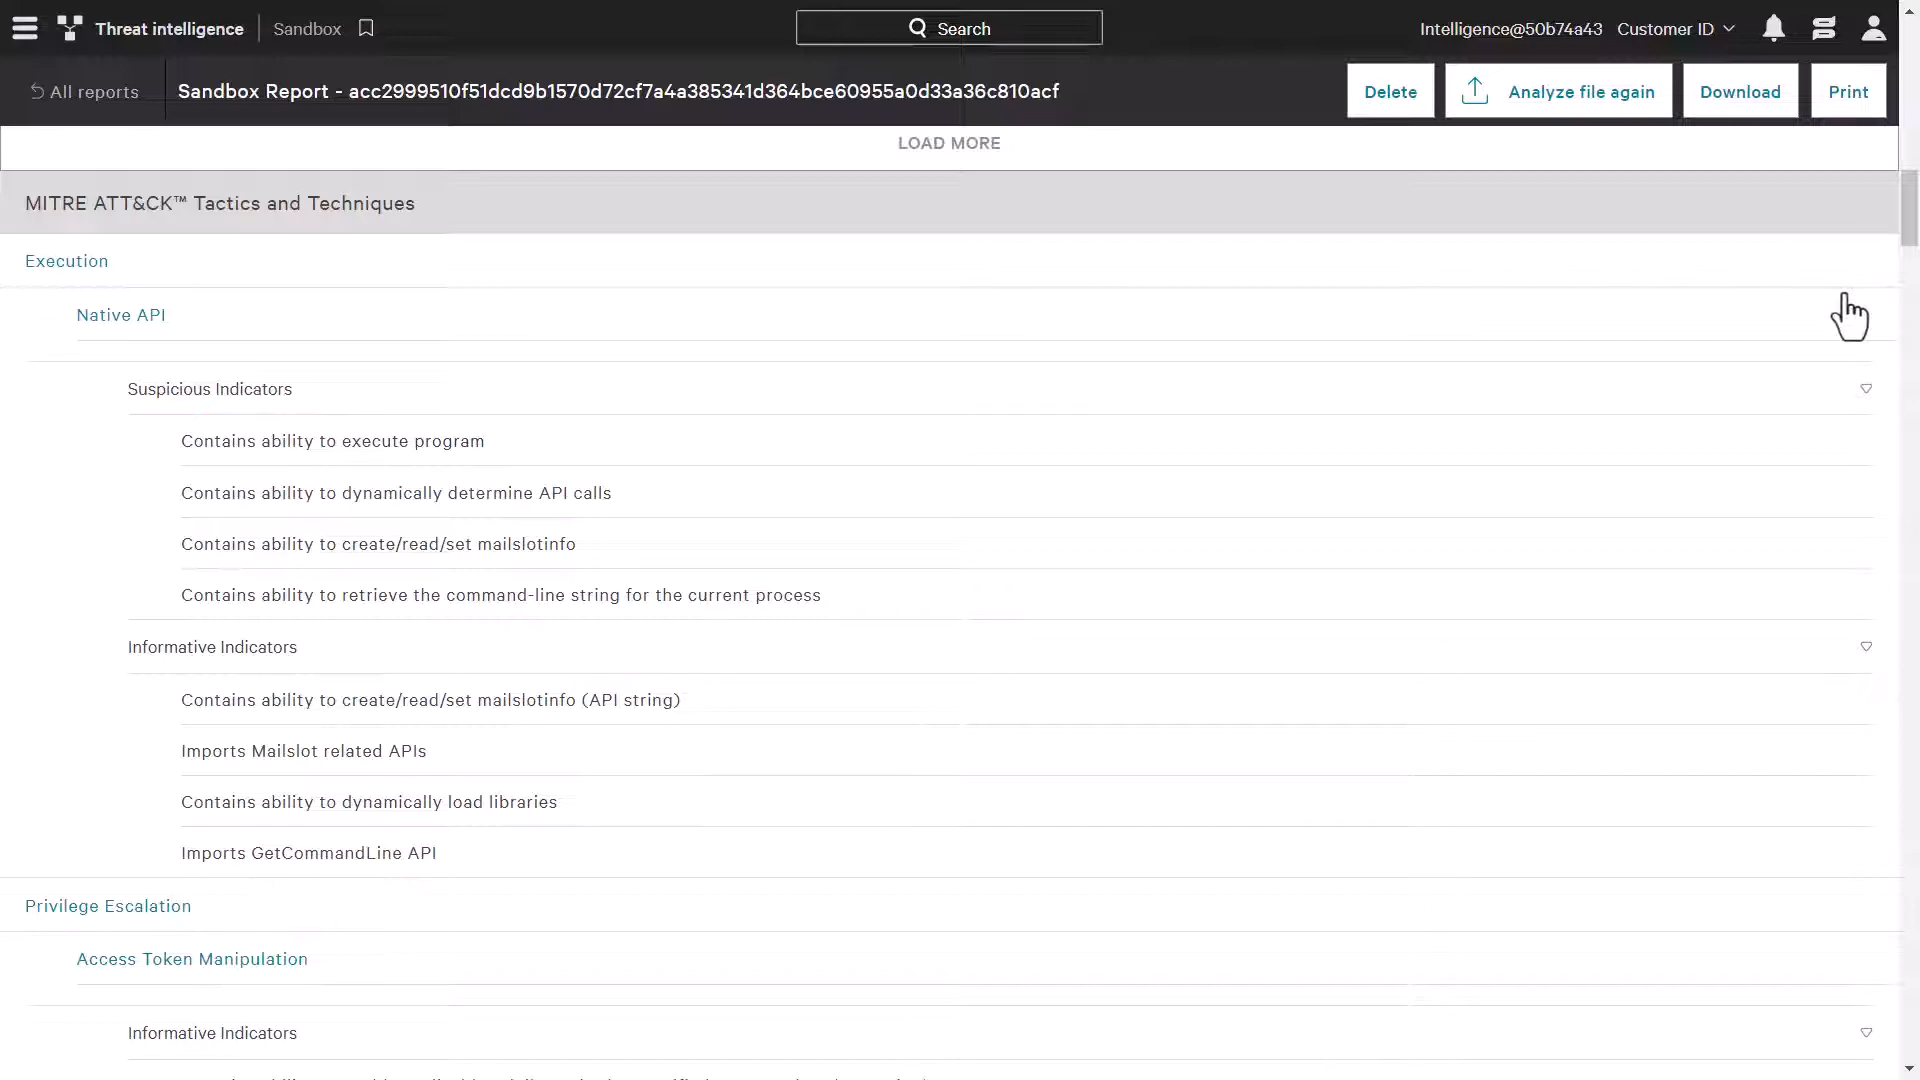 Threat intelligence Sandbox Search Intelligence@50b74a43 Customer ID
All reports Sandbox Report - acc2999510f51dcd9b1570d72cf7a4a385341d364bce60955a0d33a36c810acf Delete Analyze file again Download Print
LOAD MORE
MITRE ATT&CK™ Tactics and Techniques
Execution
Native API
Suspicious Indicators
Contains ability to execute program
Contains ability to dynamically determine API calls
Contains ability to create/read/set mailslotinfo
Contains ability to retrieve the command-line string for the current process
Informative Indicators
Contains ability to create/read/set mailslotinfo (API string)
Imports Mailslot related APIs
Contains ability to dynamically load libraries
Imports GetCommandLine API
Privilege Escalation
Access Token Manipulation
Informative Indicators